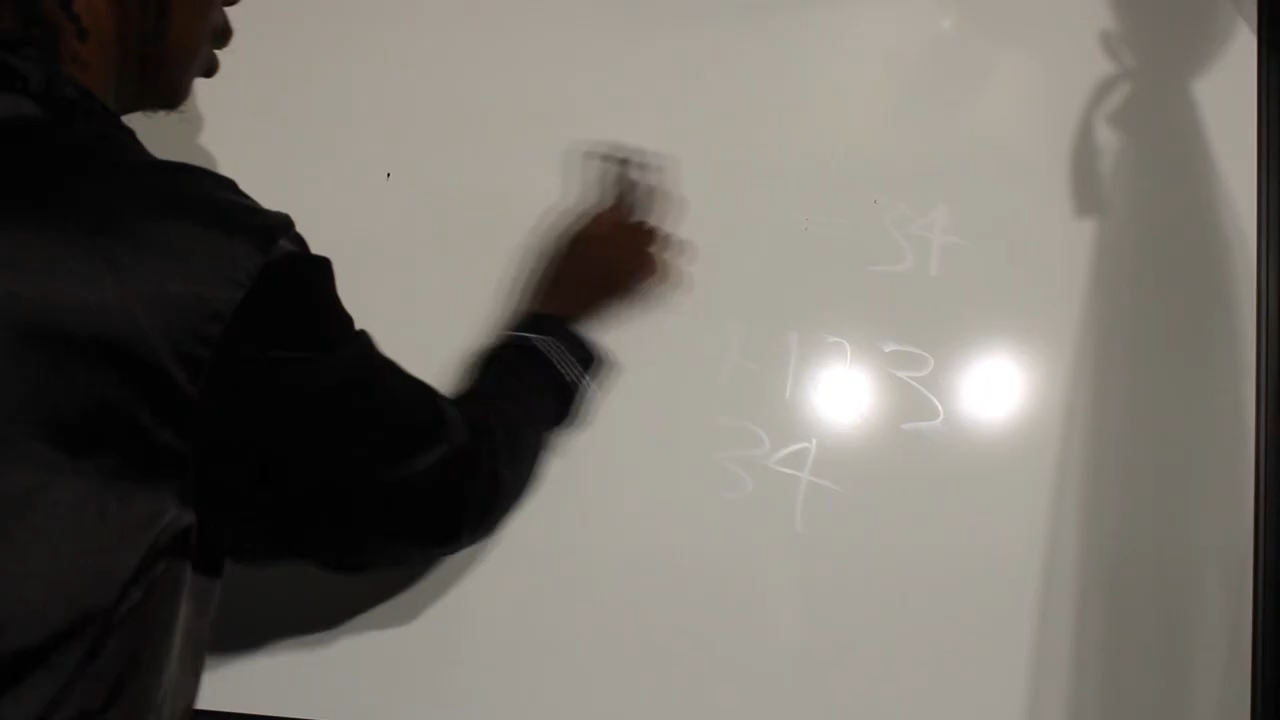 = 34
+ 123
34